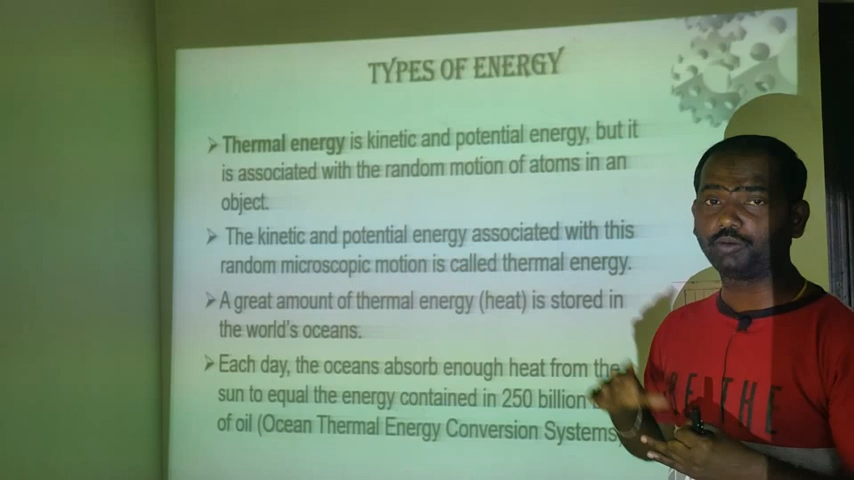 TYPES OF ENERGY
Thermal energy is kinetic and potential energy, but it
is associated with the random motion of atoms in an
object.
The kinetic and potential energy associated with this
random microscopic motion is called thermal energy.
A great amount of thermal energy (heat) is stored in
the world's oceans.
Each day, the oceans absorb enough heat from the
sun to equal the energy contained in 250 billion
of oil (Ocean Thermal Energy Conversion Systems)